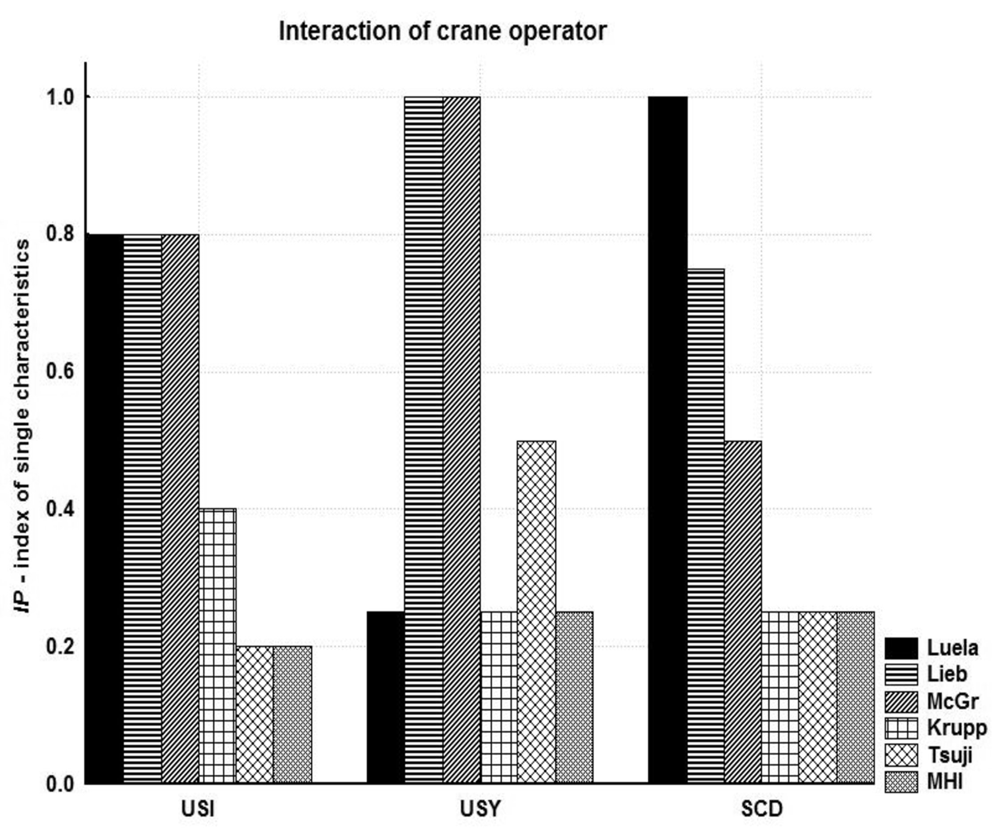 Interaction of crane operator
IP - index of single characteristics
1.0
0.8
0.6
0.4
0.2
0.0
USI
USY
SCD
Luela
Lieb
McGr
Krupp
Tsuji
MHI